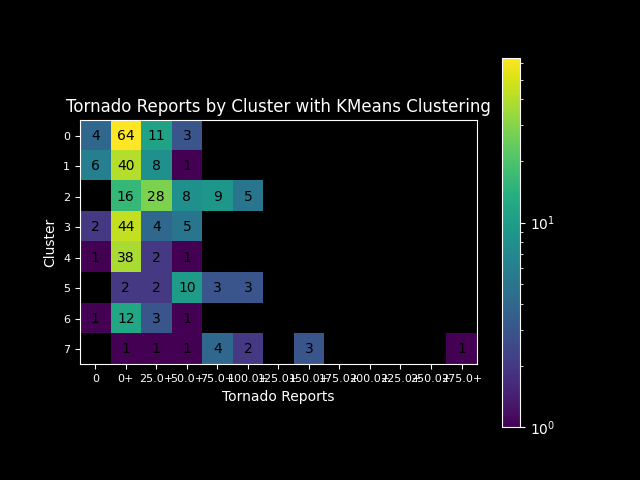 Tornado Reports by Cluster with KMeans Clustering
Cluster
0 4 64 11 3
1 6 40 8 1
2 16 28 8 9 5
3 2 44 4 5
4 1 38 2 1
5 2 2 10 3 3
6 1 12 3 1
7 1 1 1 4 2 3 1
0 0+ 25.0+ 50.0+ 75.0+ 100.0+ 125.0+ 150.0+ 175.0+ 200.0+ 225.0+ 250.0+ 275.0+
Tornado Reports
10¹
10⁰